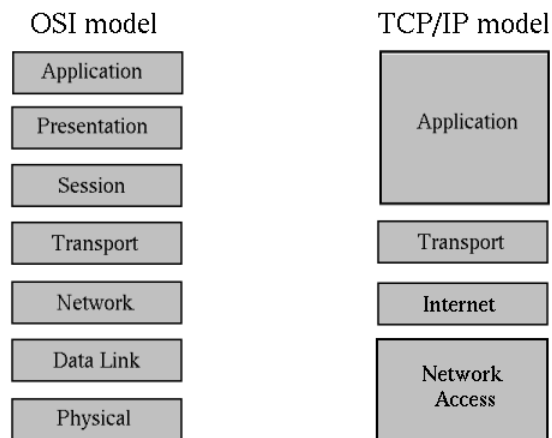 OSI model
Application
Presentation
Session
Transport
Network
Data Link
Physical
TCP/IP model
Application
Transport
Internet
Network
Access